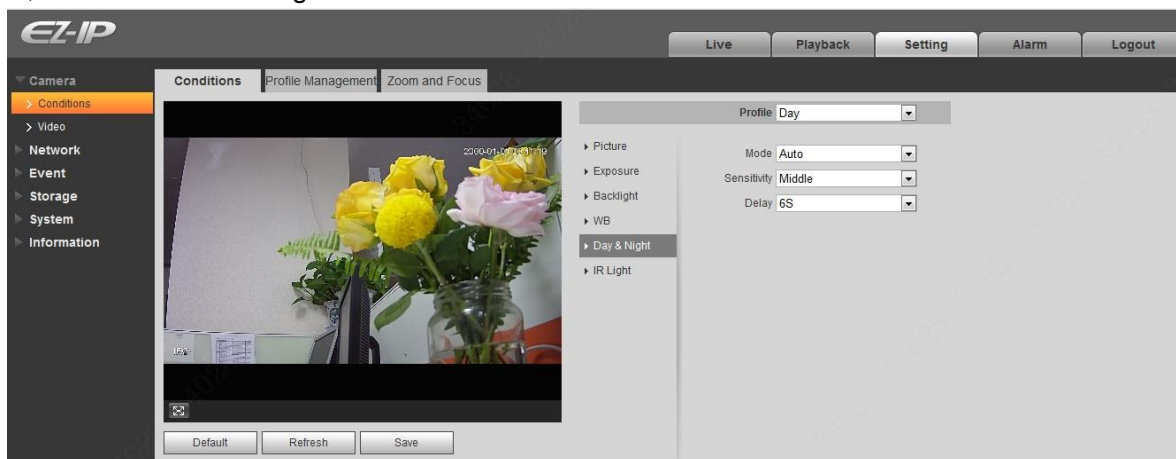 EZ-IP
Live Playback Setting Alarm Logout
Camera
Conditions
Video
Network
Event
Storage
System
Information
Conditions Profile Management Zoom and Focus
Profile Day
Picture
Exposure
Backlight
WB
Day & Night
IR Light
Mode Auto
Sensitivity Middle
Delay 6S
IPC
Default Refresh Save